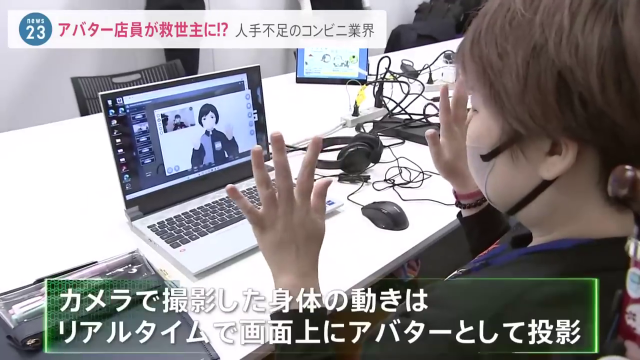 news
23
アバター店員が救世主に!? 人手不足のコンビニ業界
カメラで撮影した身体の動きは
リアルタイムで画面上にアバターとして投影